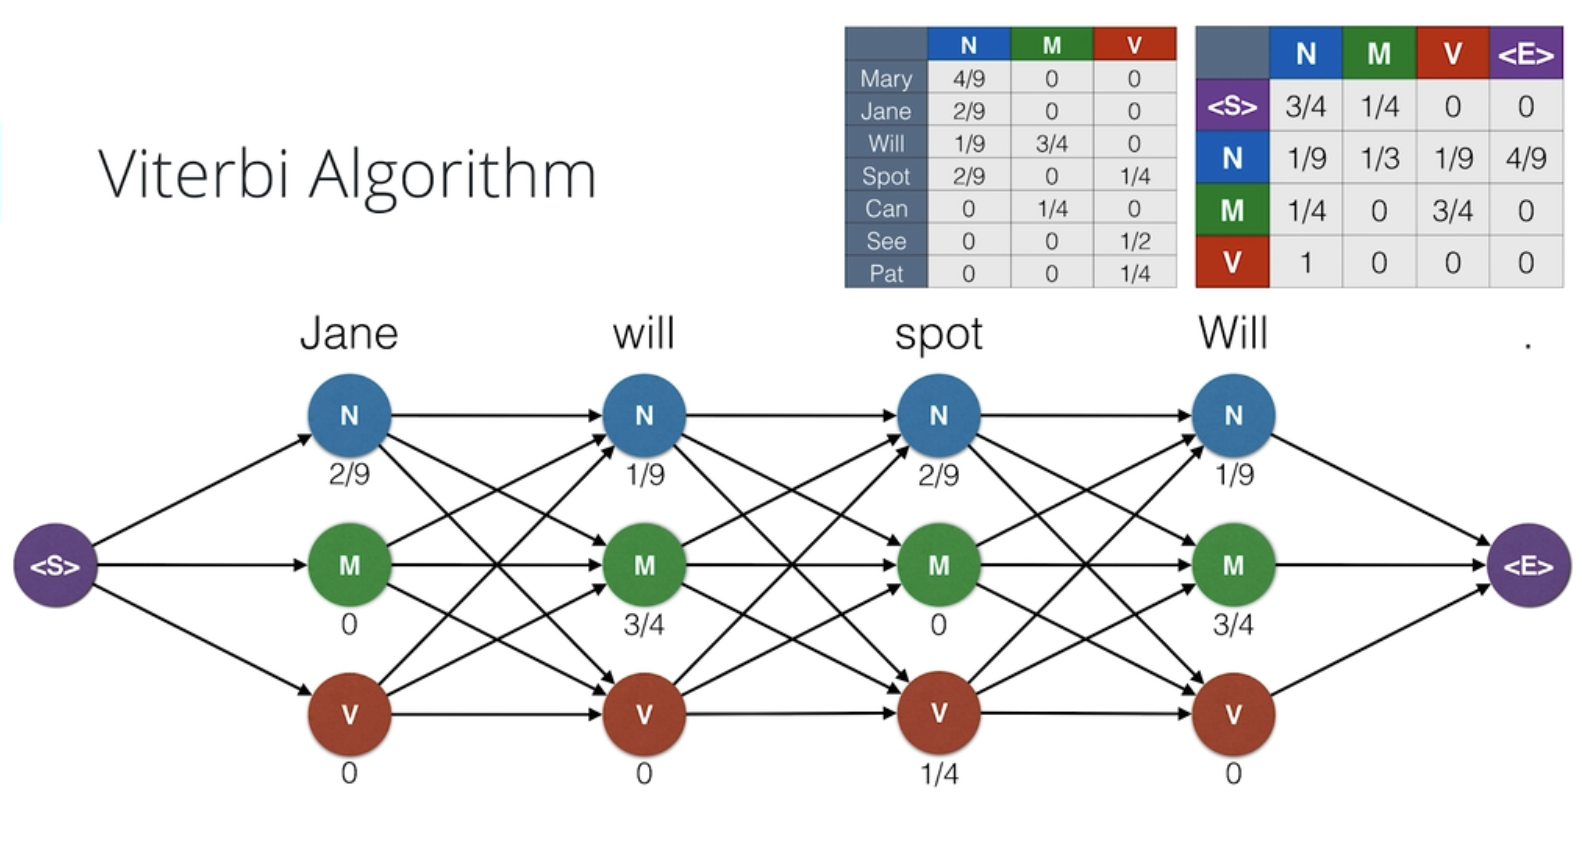 Viterbi Algorithm
N M V
Mary 4/9 0 0
Jane 2/9 0 0
Will 1/9 3/4 0
Spot 2/9 0 1/4
Can 0 1/4 0
See 0 0 1/2
Pat 0 0 1/4
N M V <E>
<S> 3/4 1/4 0 0
N 1/9 1/3 1/9 4/9
M 1/4 0 3/4 0
V 1 0 0 0
Jane will spot Will .
N N N N
2/9 1/9 2/9 1/9
<S> M M M M <E>
0 3/4 0 3/4
V V V V
0 0 1/4 0